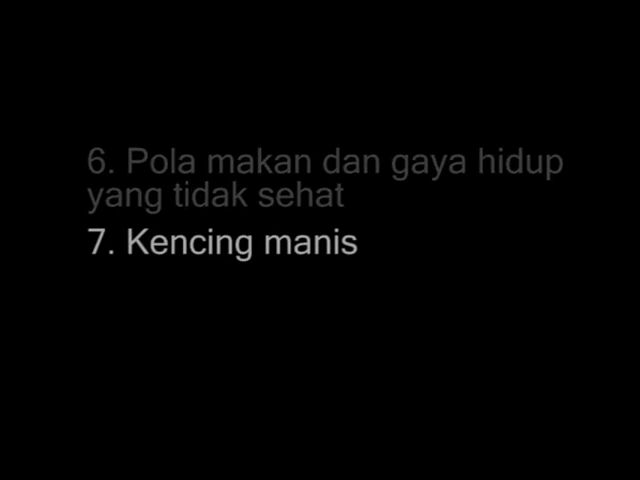 6. Pola makan dan gaya hidup
yang tidak sehat
7. Kencing manis